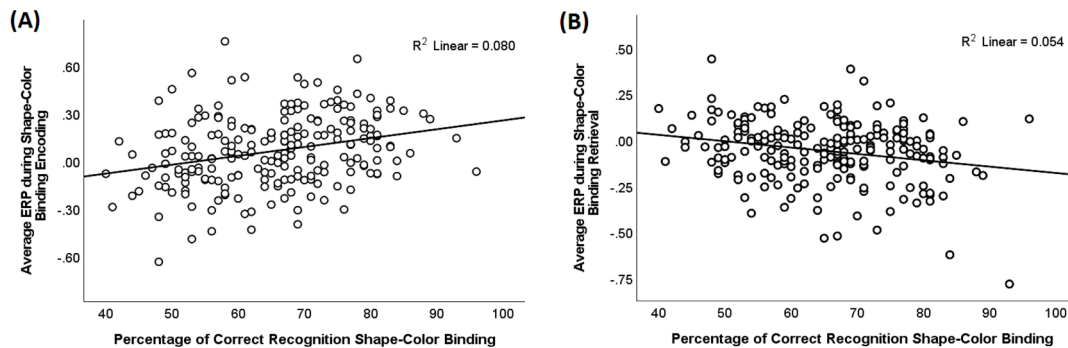 (A)
R² Linear = 0.080
.60
.30
.00
-.30
-.60
Average ERP during Shape-Color
Binding Encoding
40 50 60 70 80 90 100
Percentage of Correct Recognition Shape-Color Binding
(B)
R² Linear = 0.054
.50
.25
.00
-.25
-.50
-.75
Average ERP during Shape-Color
Binding Retrieval
40 50 60 70 80 90 100
Percentage of Correct Recognition Shape-Color Binding